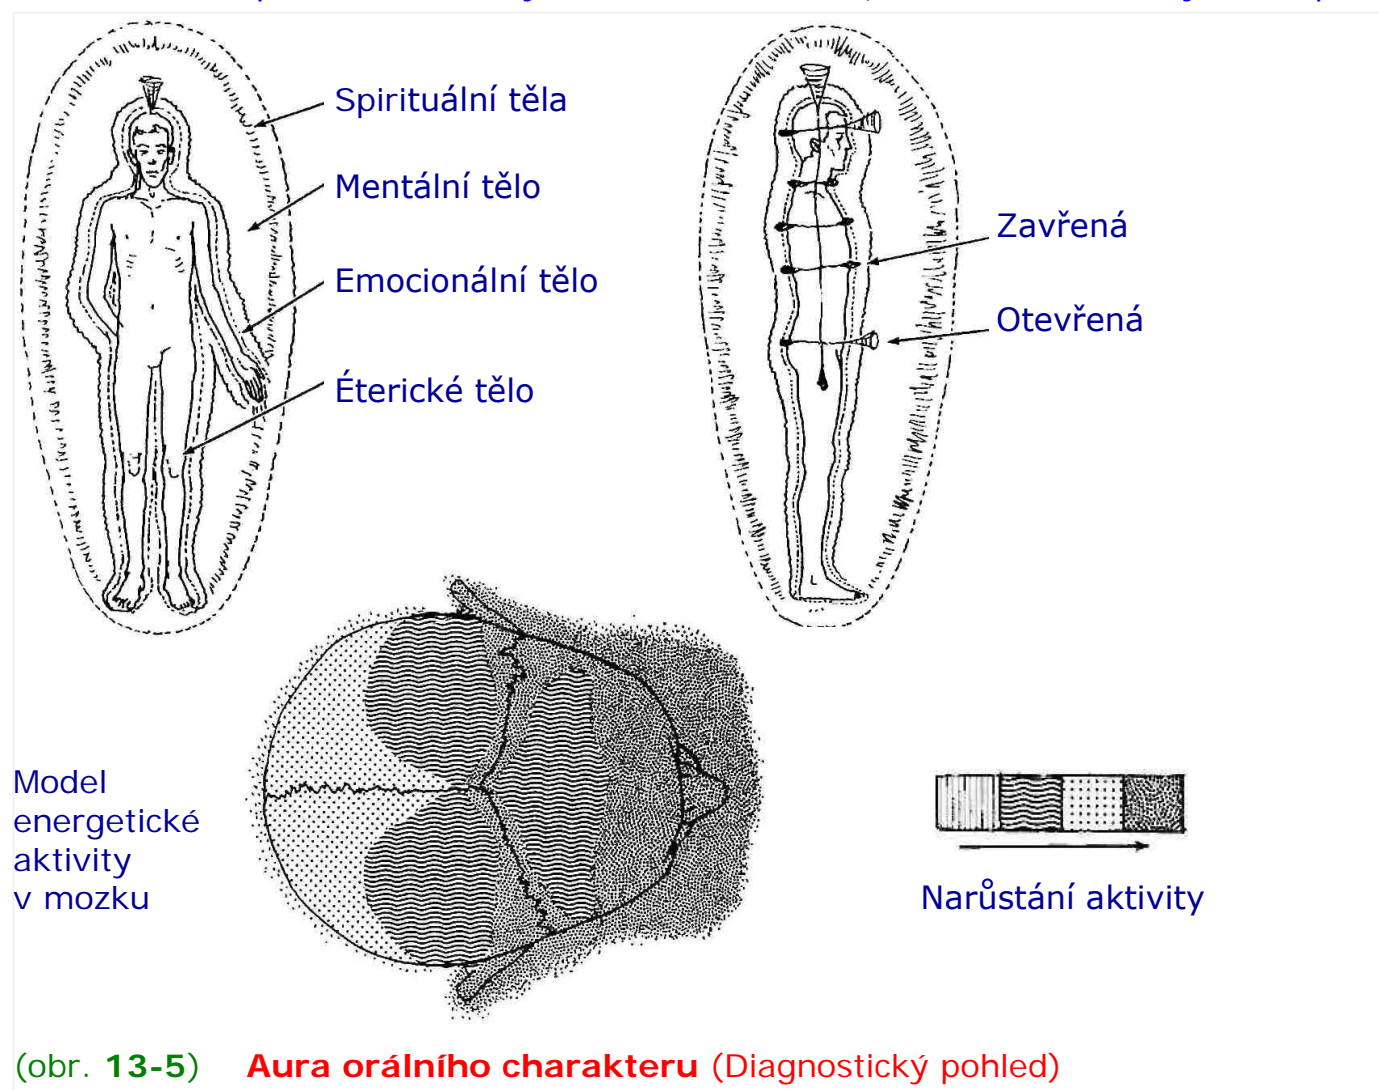 Spirituální těla
Mentální tělo
Emocionální tělo
Éterické tělo
Zavřená
Otevřená
Model
energetické
aktivity
v mozku
Narůstání aktivity
(obr. 13-5) Aura orálního charakteru (Diagnostický pohled)